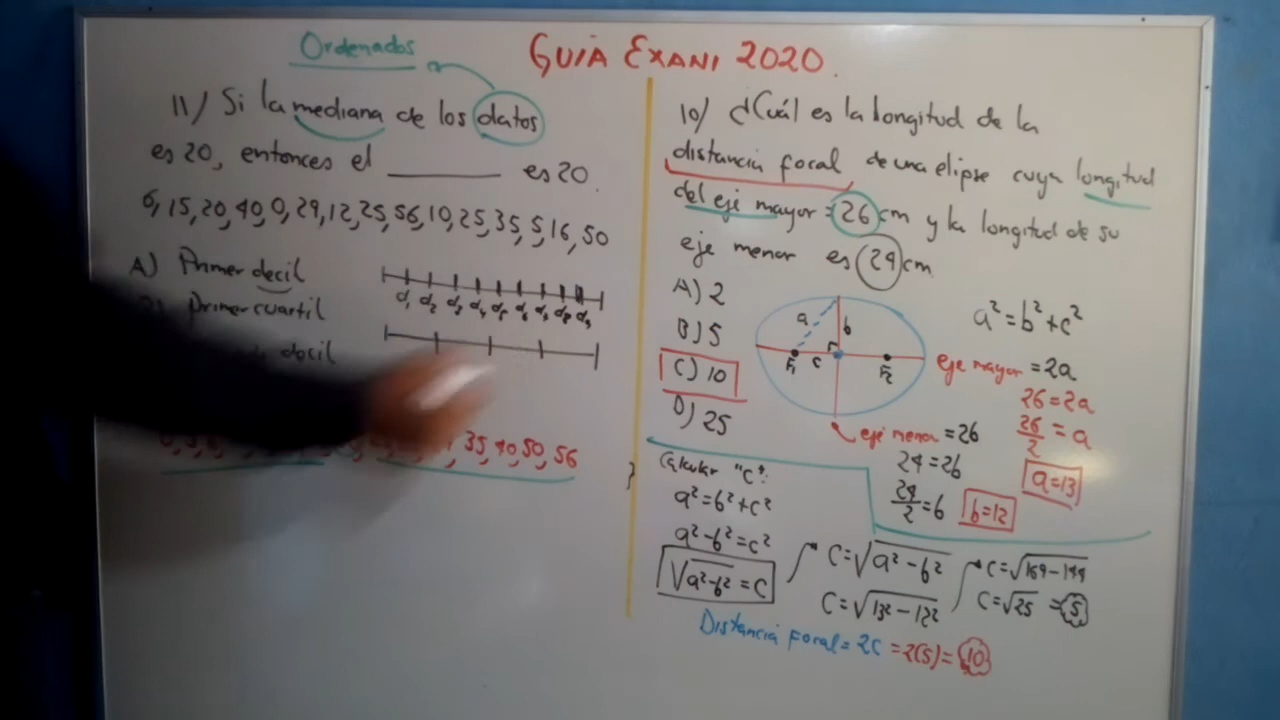 GUIA EXANI 2020.
Ordenados
11/ Si la mediana de los datos
es 20, entonces el ______ es 20.
6, 15, 20, 40, 0, 29, 12, 25, 56, 10, 25, 35, 5, 16, 50
A) Primer decil
d1 d2 d3 d4 d5 d6 d7 d8 d9
Primer cuartil
decil
35, 40, 50, 56
10/ ¿Cuál es la longitud de la
distancia focal de una elipse cuya longitud
del eje mayor = 26 cm y la longitud de su
eje menor es 24 cm.
A) 2
B) 5
C) 10
D) 25
a
b
c
F1
F2
a²=b²+c²
eje mayor = 2a
26=2a
26/2 = a
a=13
eje menor = 2b
24=2b
24/2=b
b=12
Calcular "C":
a²=b²+c²
a²-b²=c²
√a²-b² = C
C=√a²-b²
C=√13²-12²
C=√169-144
C=√25 =5
Distancia focal = 2C =2(5)= 10